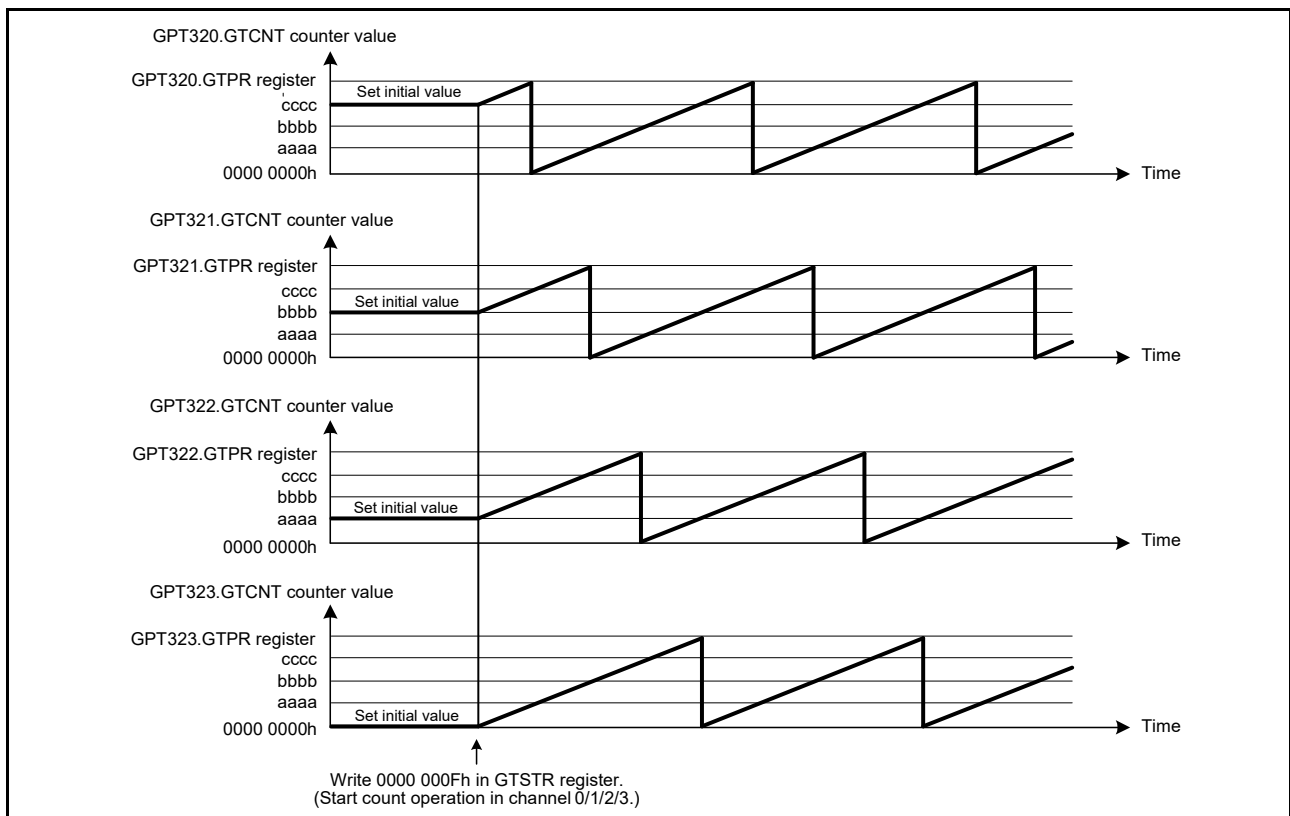 GPT320.GTCNT counter value
GPT320.GTPR register
cccc
bbbb
aaaa
0000 0000h
Set initial value
Time
GPT321.GTCNT counter value
GPT321.GTPR register
cccc
bbbb
aaaa
0000 0000h
Set initial value
Time
GPT322.GTCNT counter value
GPT322.GTPR register
cccc
bbbb
aaaa
0000 0000h
Set initial value
Time
GPT323.GTCNT counter value
GPT323.GTPR register
cccc
bbbb
aaaa
0000 0000h
Set initial value
Time
Write 0000 000Fh in GTSTR register.
(Start count operation in channel 0/1/2/3.)